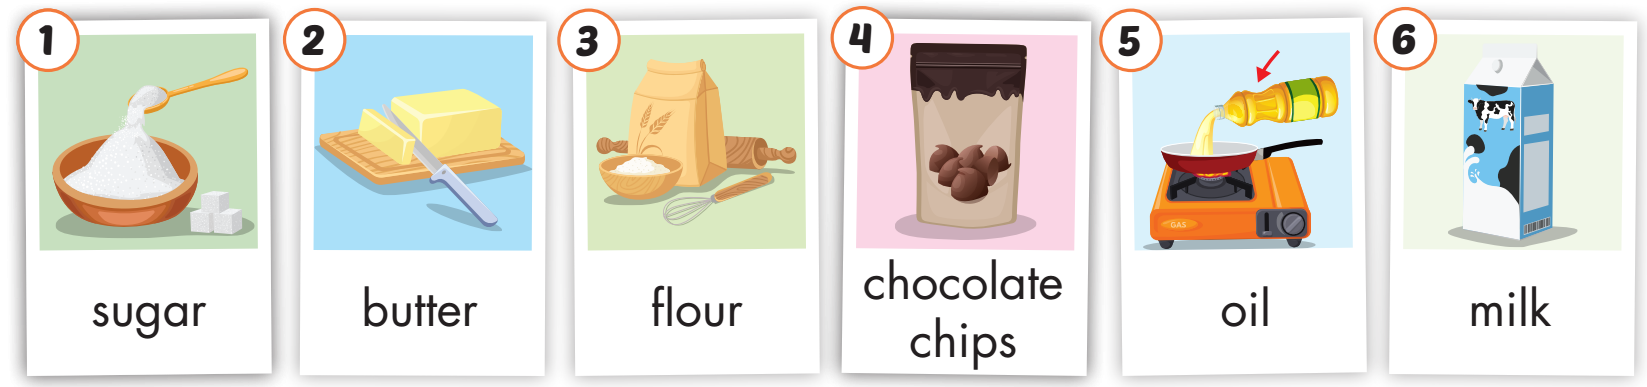 1
2
3
4
5
6
GAS
sugar
butter
flour
chocolate
chips
oil
milk